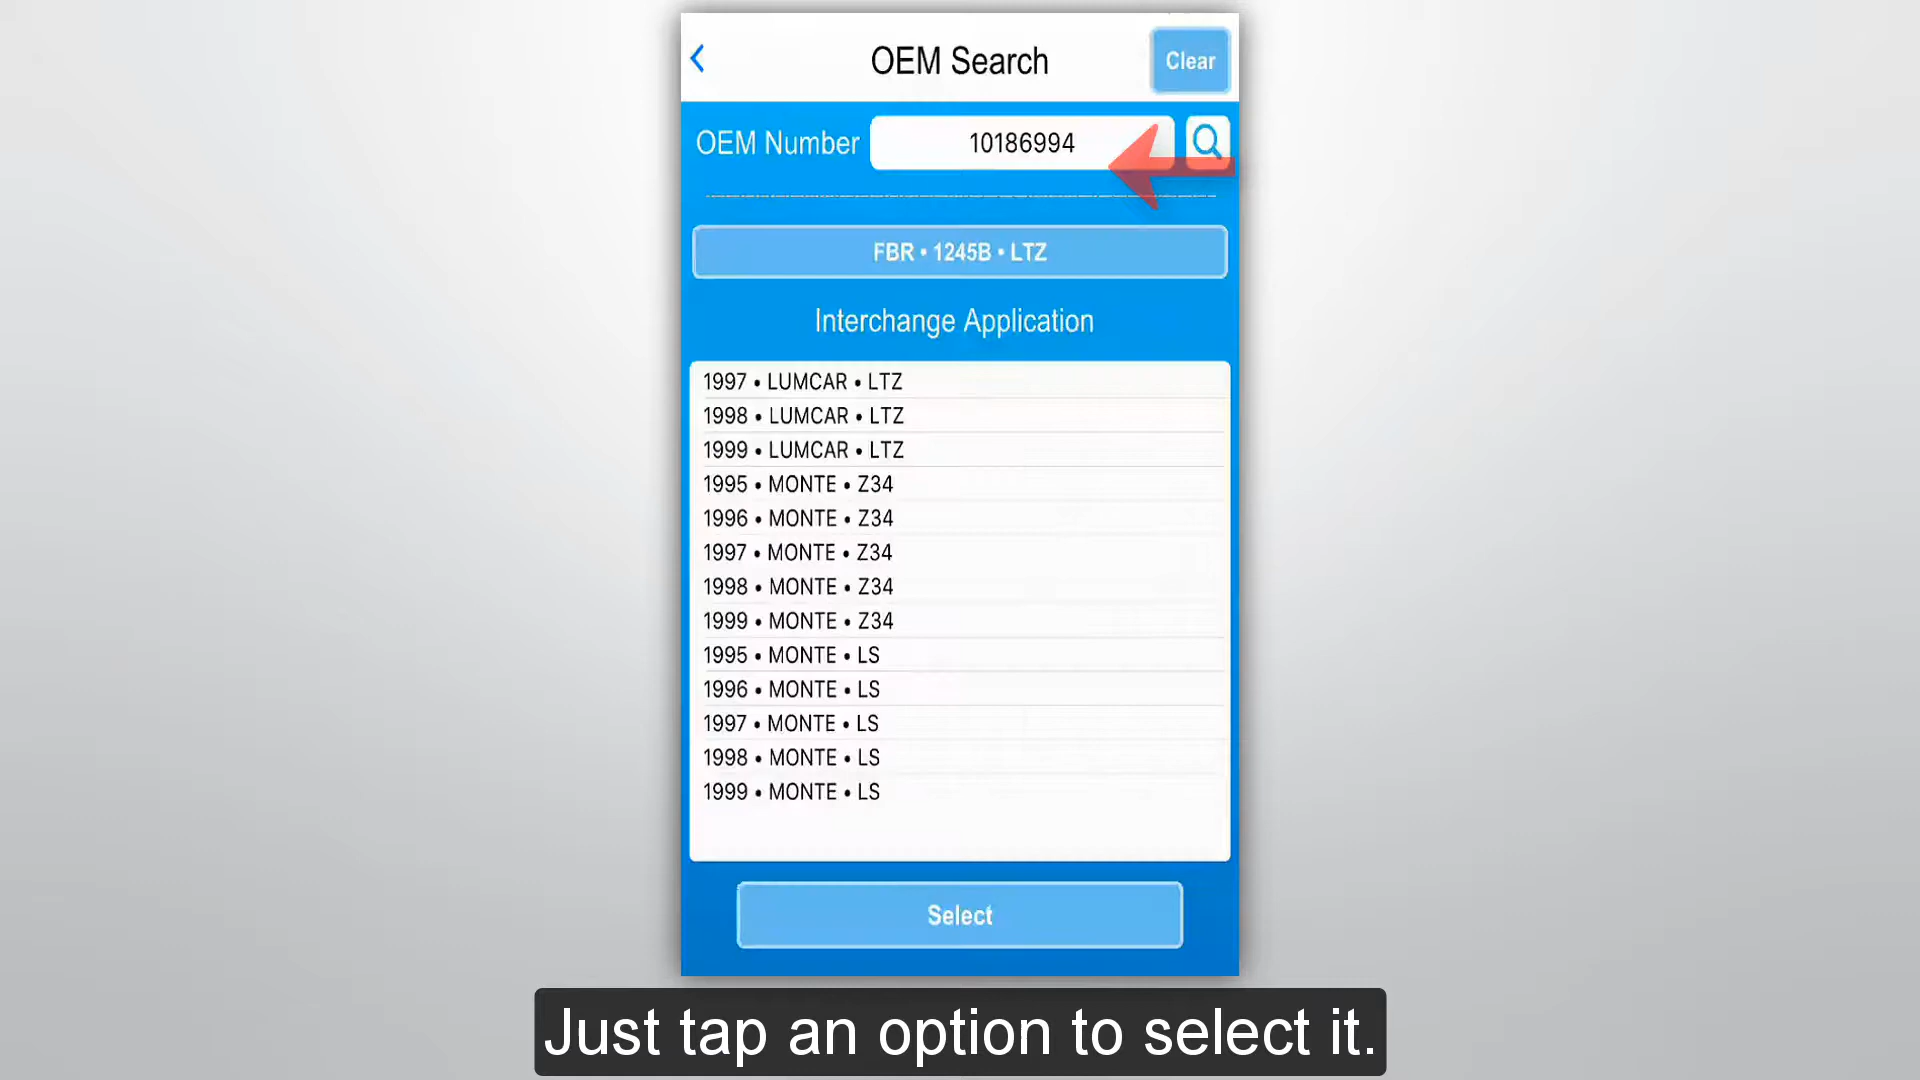 OEM Search
Clear
OEM Number
10186994
FBR • 1245B • LTZ
Interchange Application
1997 • LUMCAR • LTZ
1998 • LUMCAR • LTZ
1999 • LUMCAR • LTZ
1995 • MONTE • Z34
1996 • MONTE • Z34
1997 • MONTE • Z34
1998 • MONTE • Z34
1999 • MONTE • Z34
1995 • MONTE • LS
1996 • MONTE • LS
1997 • MONTE • LS
1998 • MONTE • LS
1999 • MONTE • LS
Select
Just tap an option to select it.